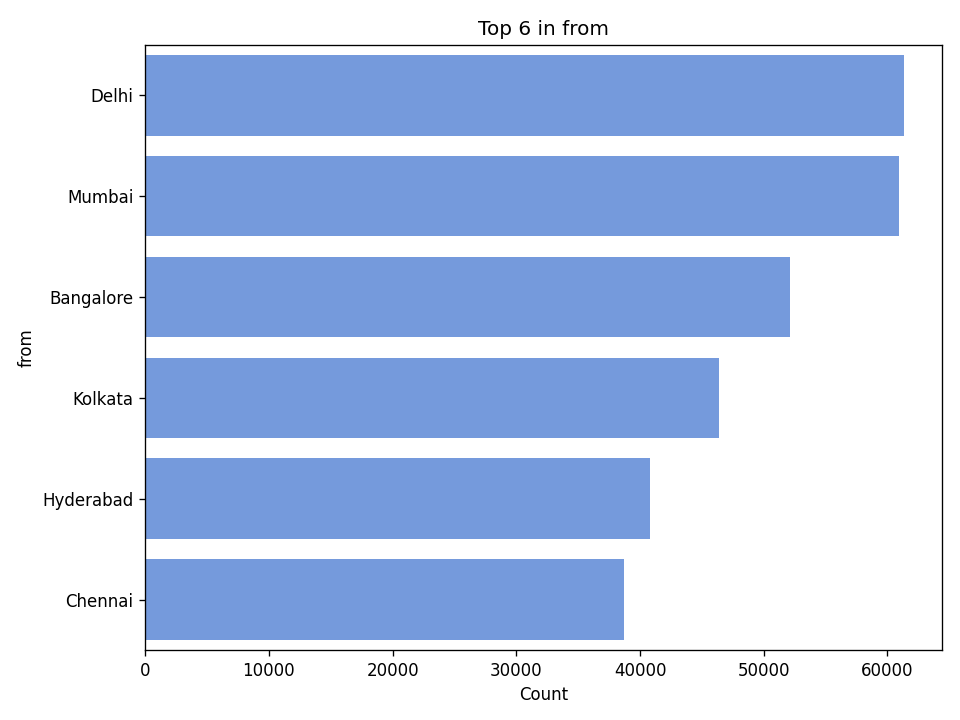 Top 6 in from
Delhi
Mumbai
Bangalore
Kolkata
Hyderabad
Chennai
from
0 10000 20000 30000 40000 50000 60000
Count